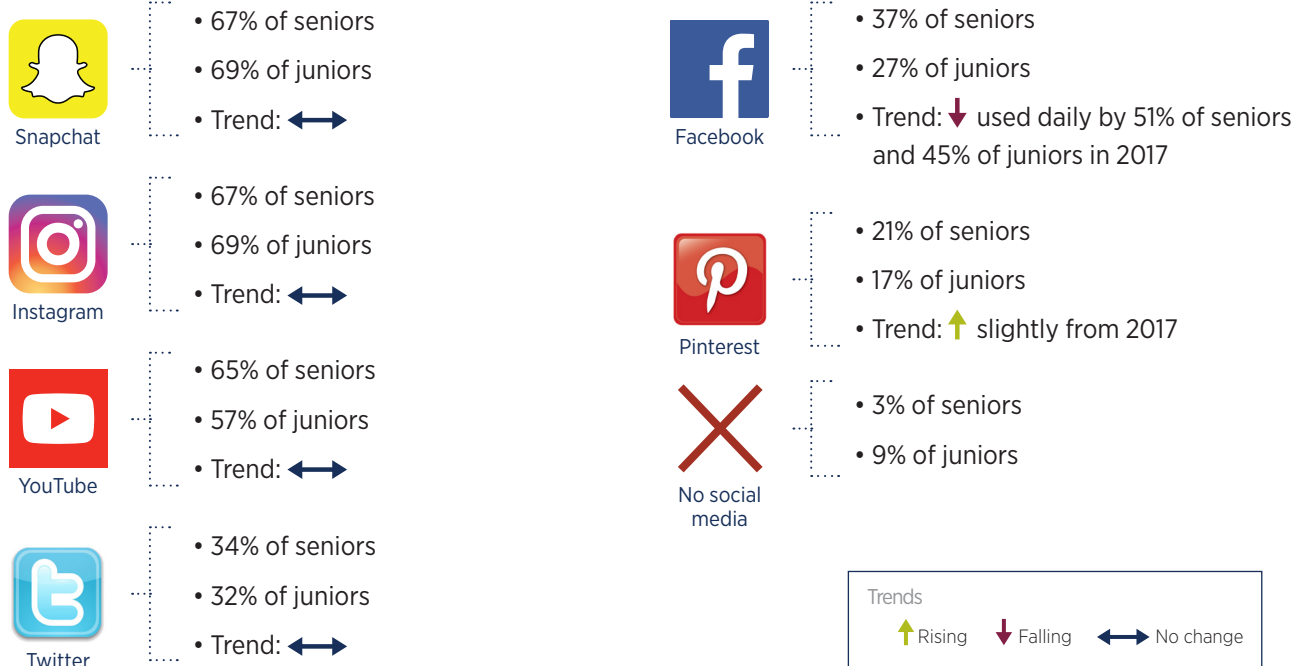 • 67% of seniors
• 69% of juniors
• Trend:
Snapchat
• 67% of seniors
• 69% of juniors
• Trend:
Instagram
• 65% of seniors
• 57% of juniors
• Trend:
YouTube
• 34% of seniors
• 32% of juniors
• Trend:
Twitter
• 37% of seniors
• 27% of juniors
• Trend: used daily by 51% of seniors
and 45% of juniors in 2017
Facebook
• 21% of seniors
• 17% of juniors
• Trend: slightly from 2017
Pinterest
• 3% of seniors
• 9% of juniors
No social
media
Trends
Rising Falling No change